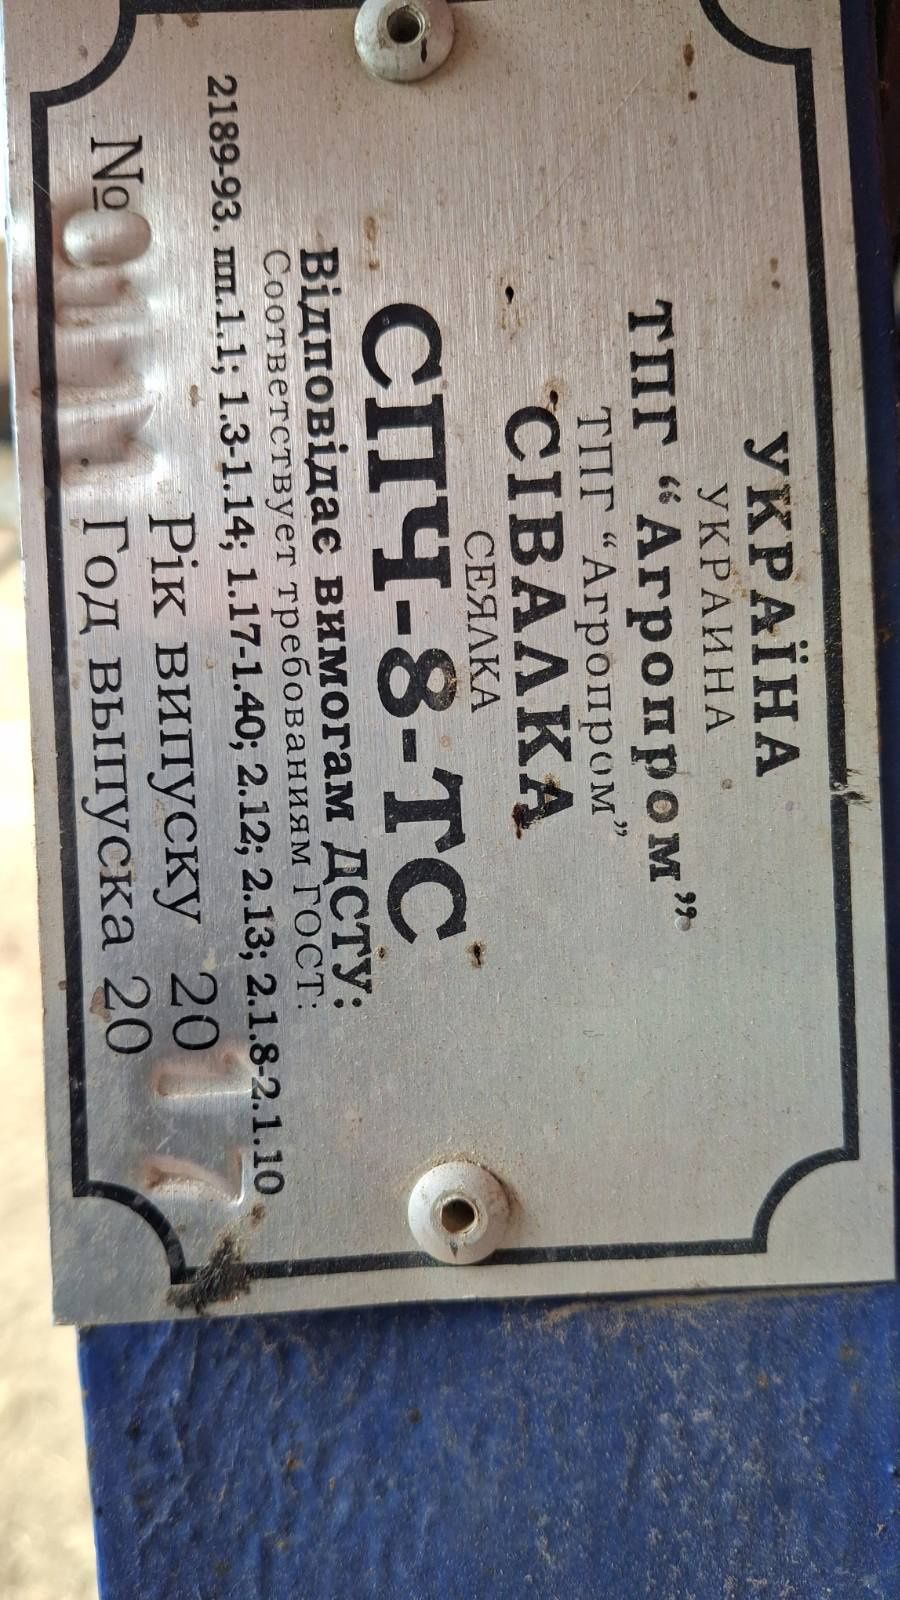 УКРАЇНА
УКРАИНА
ТПГ “Агропром”
ТПГ “Агропром”
СІВАЛКА
СЕЯЛКА
СПЧ-8-ТС
Відповідає вимогам ДСТУ:
Соответствует требованиям ГОСТ:
2189-93. пп.1.1; 1.3-1.14; 1.17-1.40; 2.12; 2.13; 2.1.8-2.1.10
№
Рік випуску 2017
Год выпуска 20